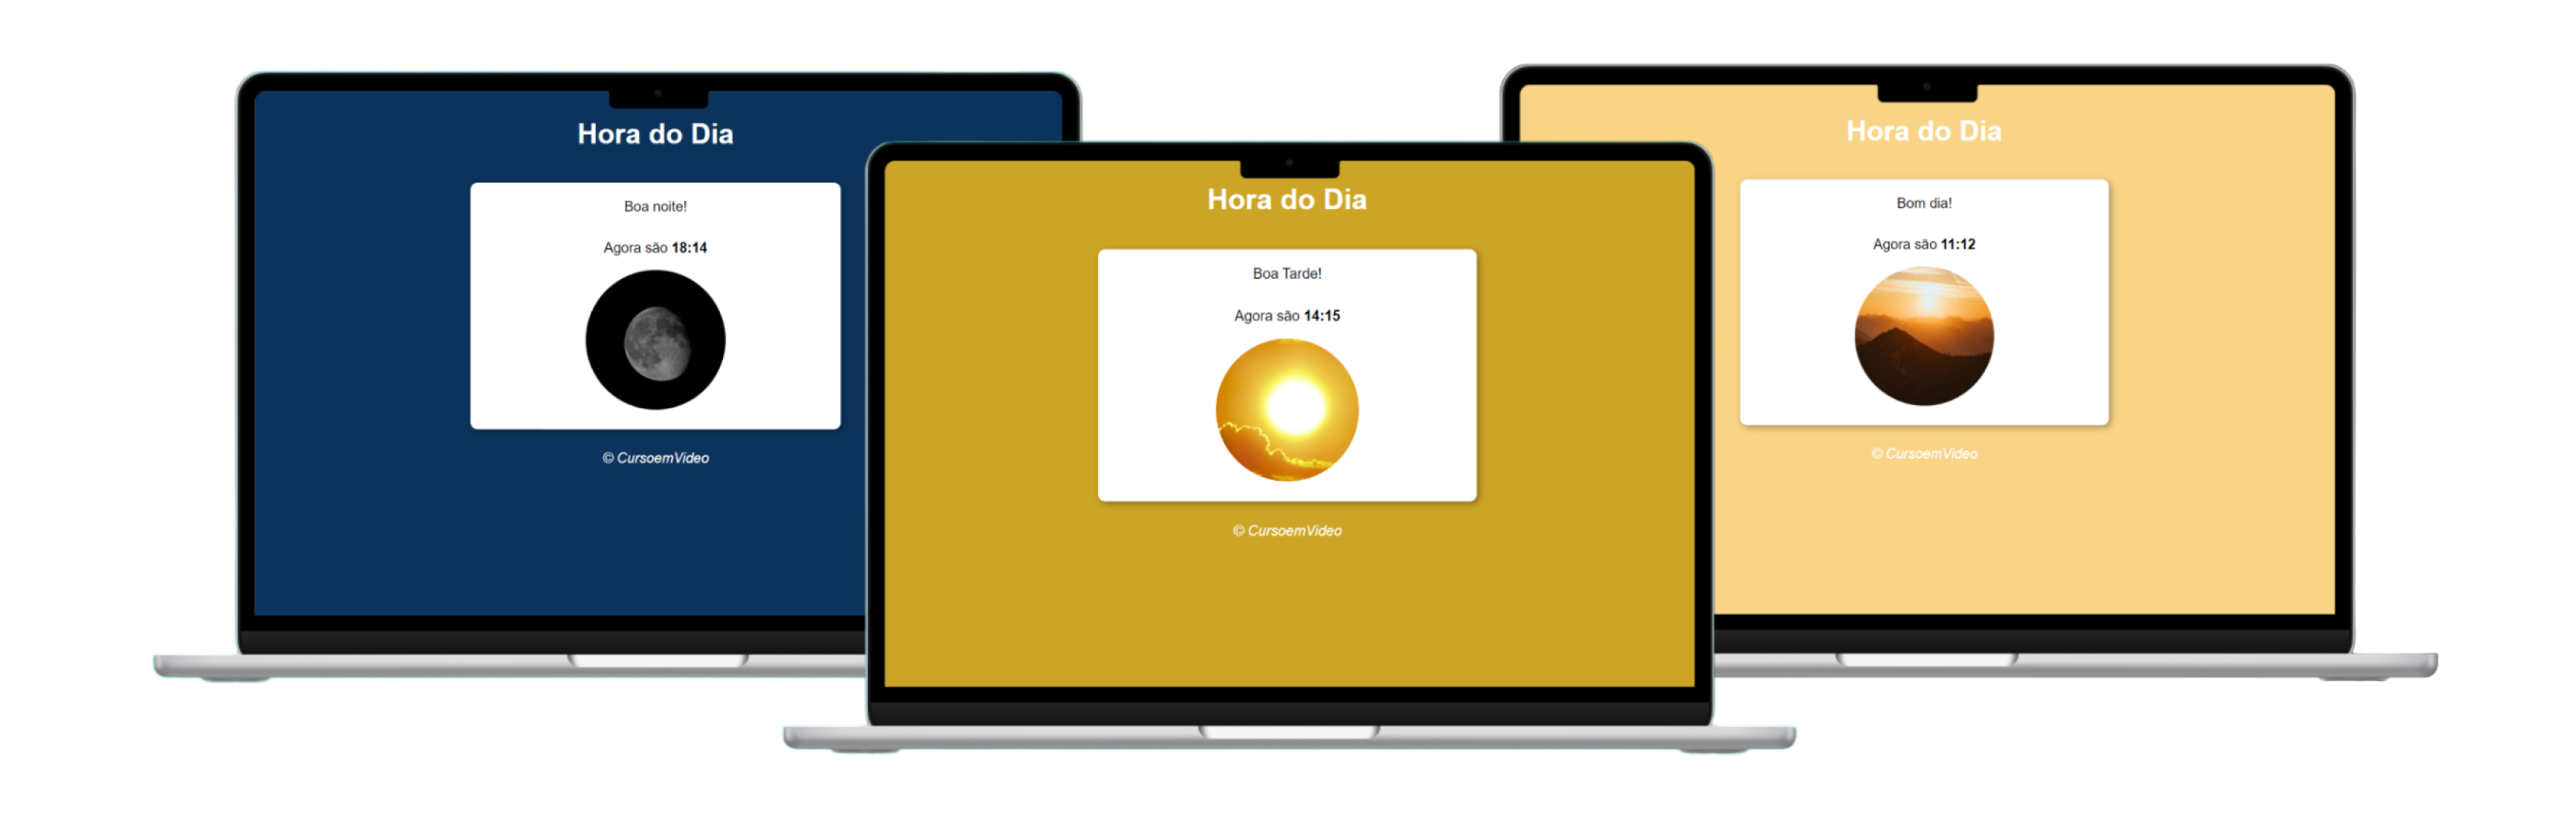 Hora do Dia
Boa noite!
Agora são 18:14
© CursoemVideo
Hora do Dia
Boa Tarde!
Agora são 14:15
© CursoemVideo
Hora do Dia
Bom dia!
Agora são 11:12
© CursoemVideo